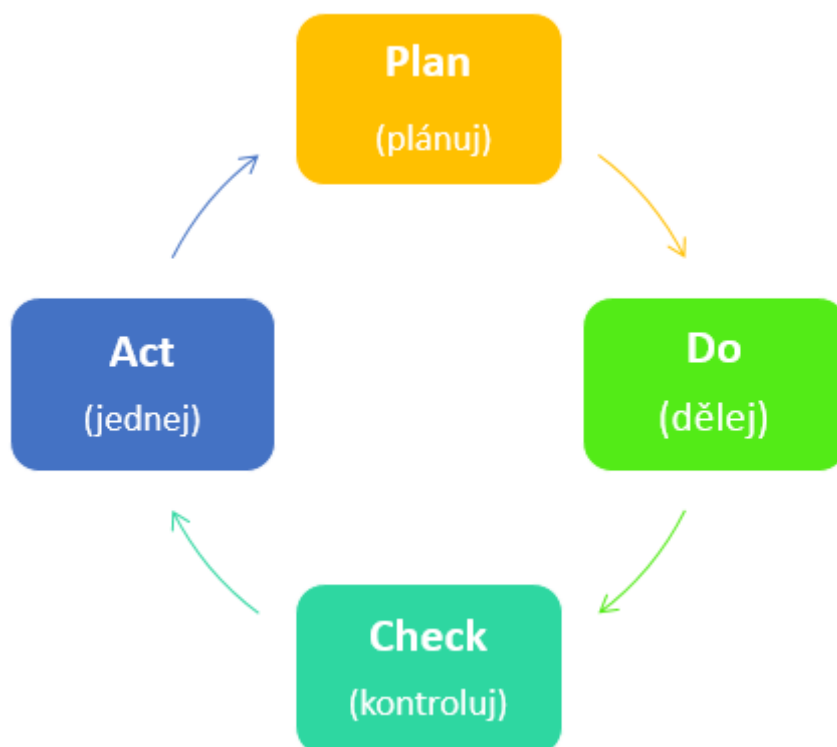 Plan
(plánuj)
Do
(dělej)
Check
(kontroluj)
Act
(jednej)